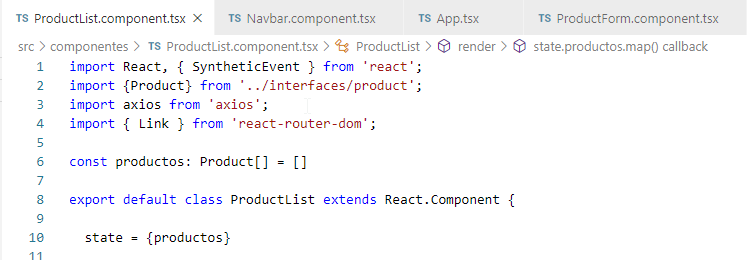 TS ProductList.component.tsx × TS Navbar.component.tsx TS App.tsx TS ProductForm.component.tsx
src > componentes > TS ProductList.component.tsx > ProductList > render > state.productos.map() callback
1 import React, { SyntheticEvent } from 'react';
2 import {Product} from '../interfaces/product';
3 import axios from 'axios';
4 import { Link } from 'react-router-dom';
5
6 const productos: Product[] = []
7
8 export default class ProductList extends React.Component {
9
10 state = {productos}
11